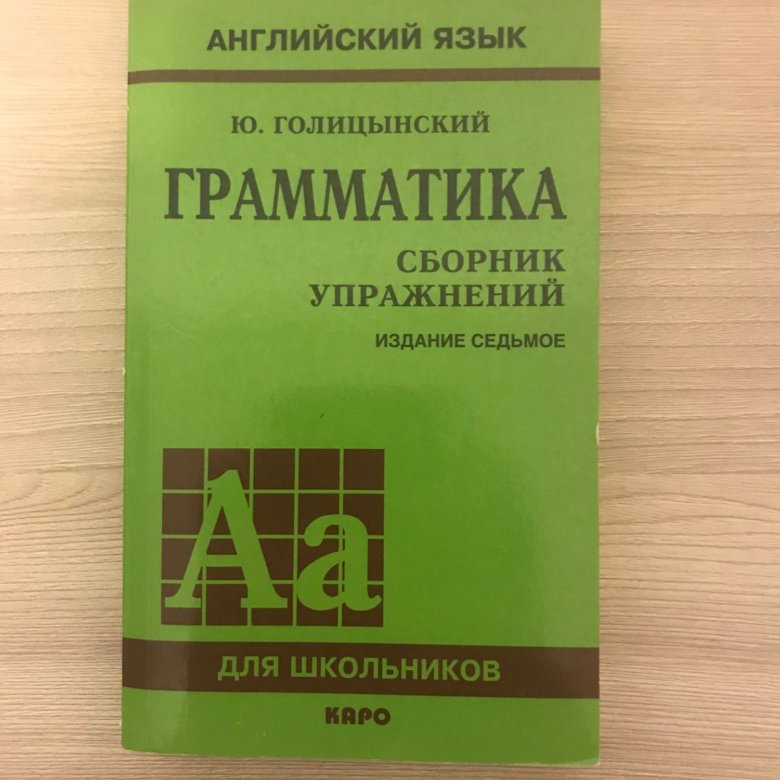 АНГЛИЙСКИЙ ЯЗЫК
Ю. ГОЛИЦЫНСКИЙ
ГРАММАТИКА
СБОРНИК
УПРАЖНЕНИЙ
ИЗДАНИЕ СЕДЬМОЕ
Aa
ДЛЯ ШКОЛЬНИКОВ
КАРО